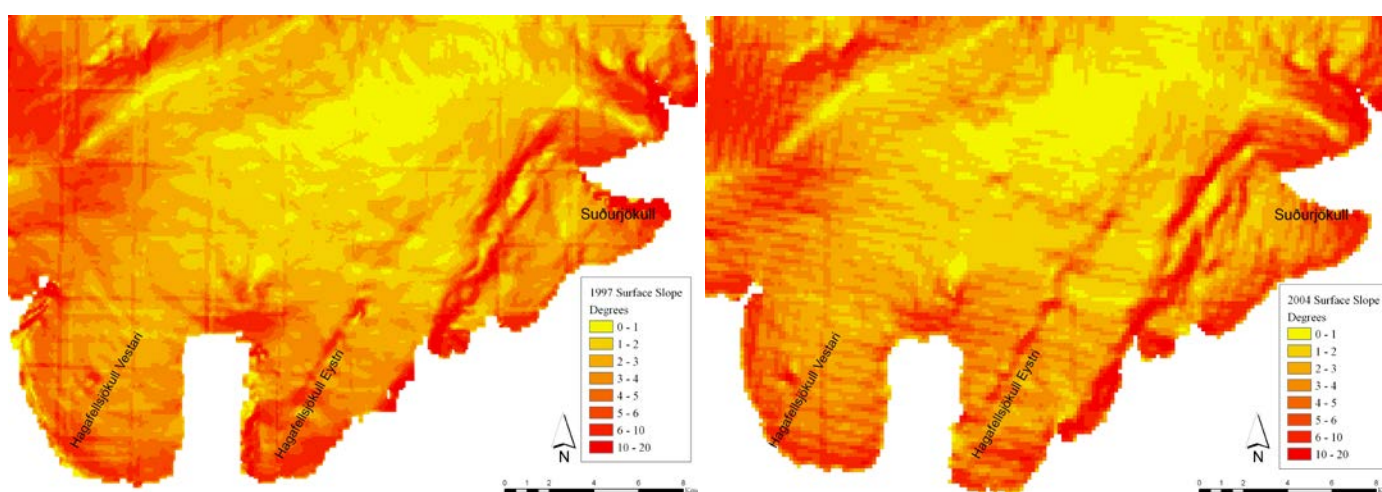 Suðurjökull
1997 Surface Slope
Degrees
0 - 1
1 - 2
2 - 3
3 - 4
4 - 5
5 - 6
6 - 10
10 - 20
Hagafellsjökull Vestari
Hagafellsjökull Eystri
N
0 1 2 4 6 8
Suðurjökull
2004 Surface Slope
Degrees
0 - 1
1 - 2
2 - 3
3 - 4
4 - 5
5 - 6
6 - 10
10 - 20
Hagafellsjökull Vestari
Hagafellsjökull Eystri
N
0 1 2 4 6 8